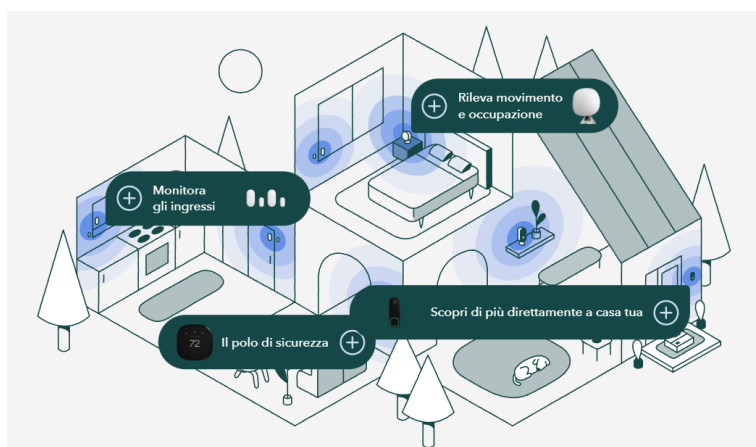 Rileva movimento
e occupazione
Monitora
gli ingressi
Scopri di più direttamente a casa tua
72
Il polo di sicurezza